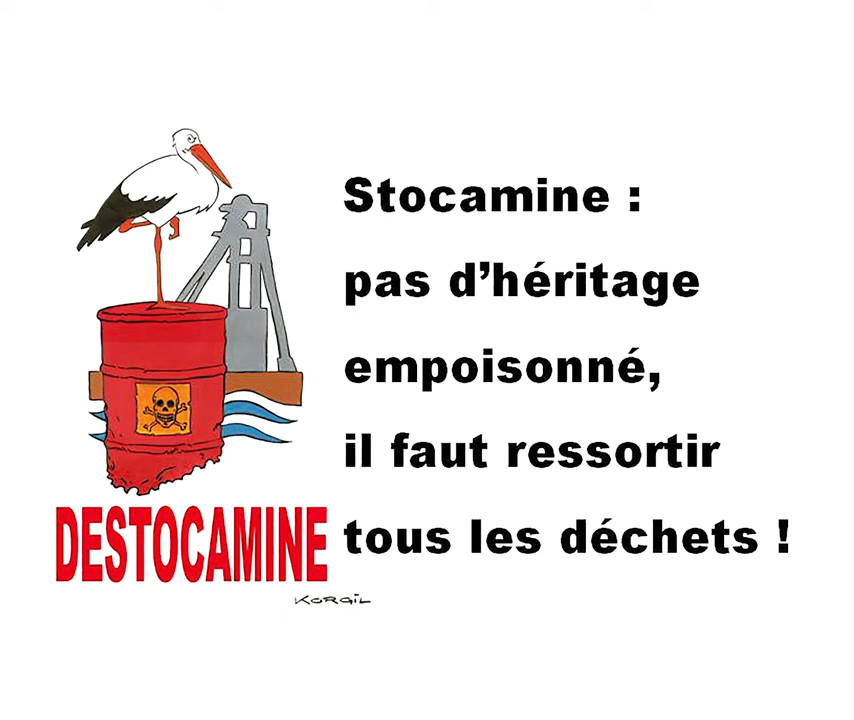 Stocamine :
pas d’héritage
empoisonné,
il faut ressortir
tous les déchets !
DESTOCAMINE
KORGIL